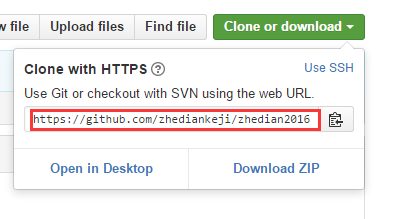 w file
Upload files
Find file
Clone or download
Clone with HTTPS
Use SSH
Use Git or checkout with SVN using the web URL.
https://github.com/zhediankeji/zhedian2016
Open in Desktop
Download ZIP